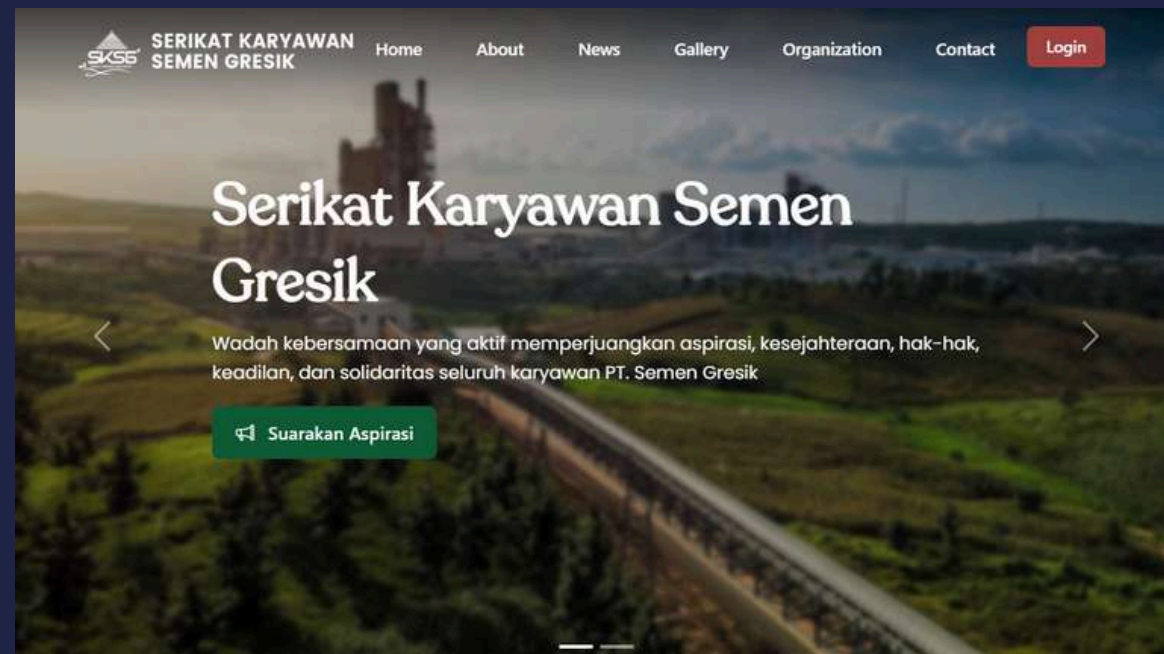 SKSG
SERIKAT KARYAWAN
SEMEN GRESIK
Home
About
News
Gallery
Organization
Contact
Login
Serikat Karyawan Semen
Gresik
Wadah kebersamaan yang aktif memperjuangkan aspirasi, kesejahteraan, hak-hak,
keadilan, dan solidaritas seluruh karyawan PT. Semen Gresik
Suarakan Aspirasi